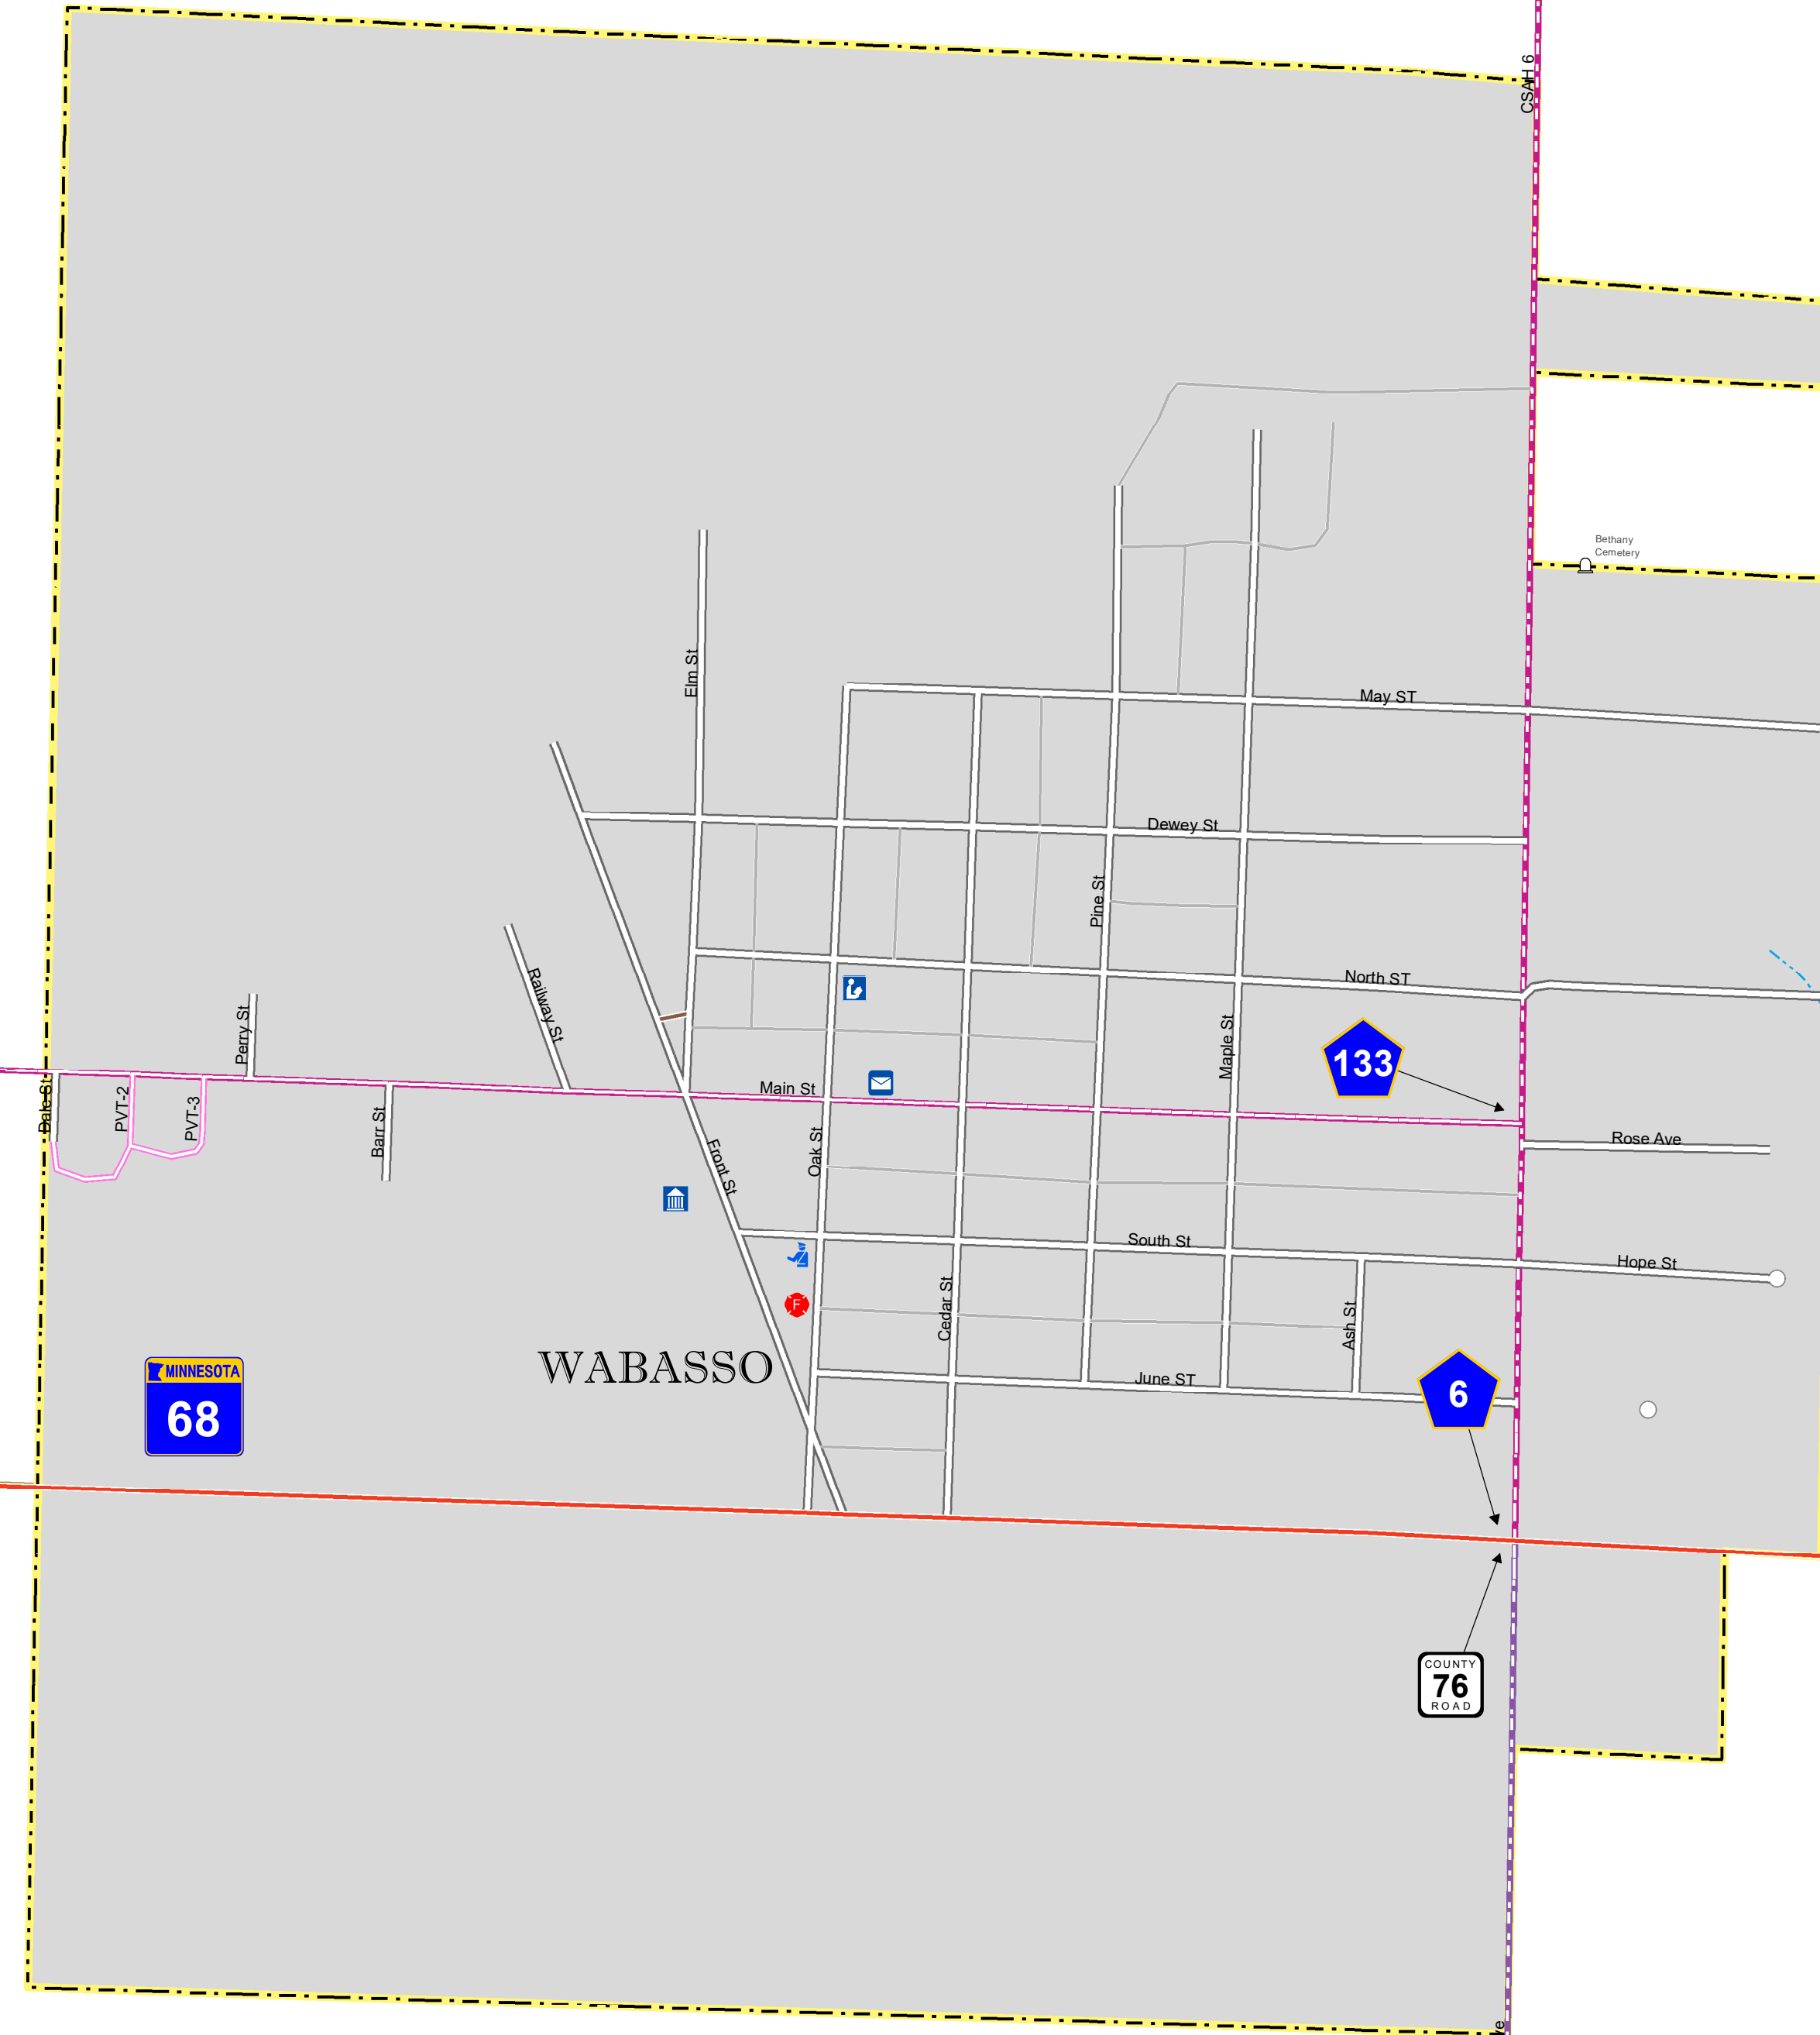 CSAH 6
Bethany
Cemetery
Elm St
May ST
Dewey St
Pine St
North ST
Railway St
Perry St
Maple St
133
Main St
Dale St
PVT-2
PVT-3
Barr St
Front St
Oak St
Rose Ave
South St
Hope St
Cedar St
Ash St
F
WABASSO
June ST
MINNESOTA
68
6
COUNTY
76
ROAD